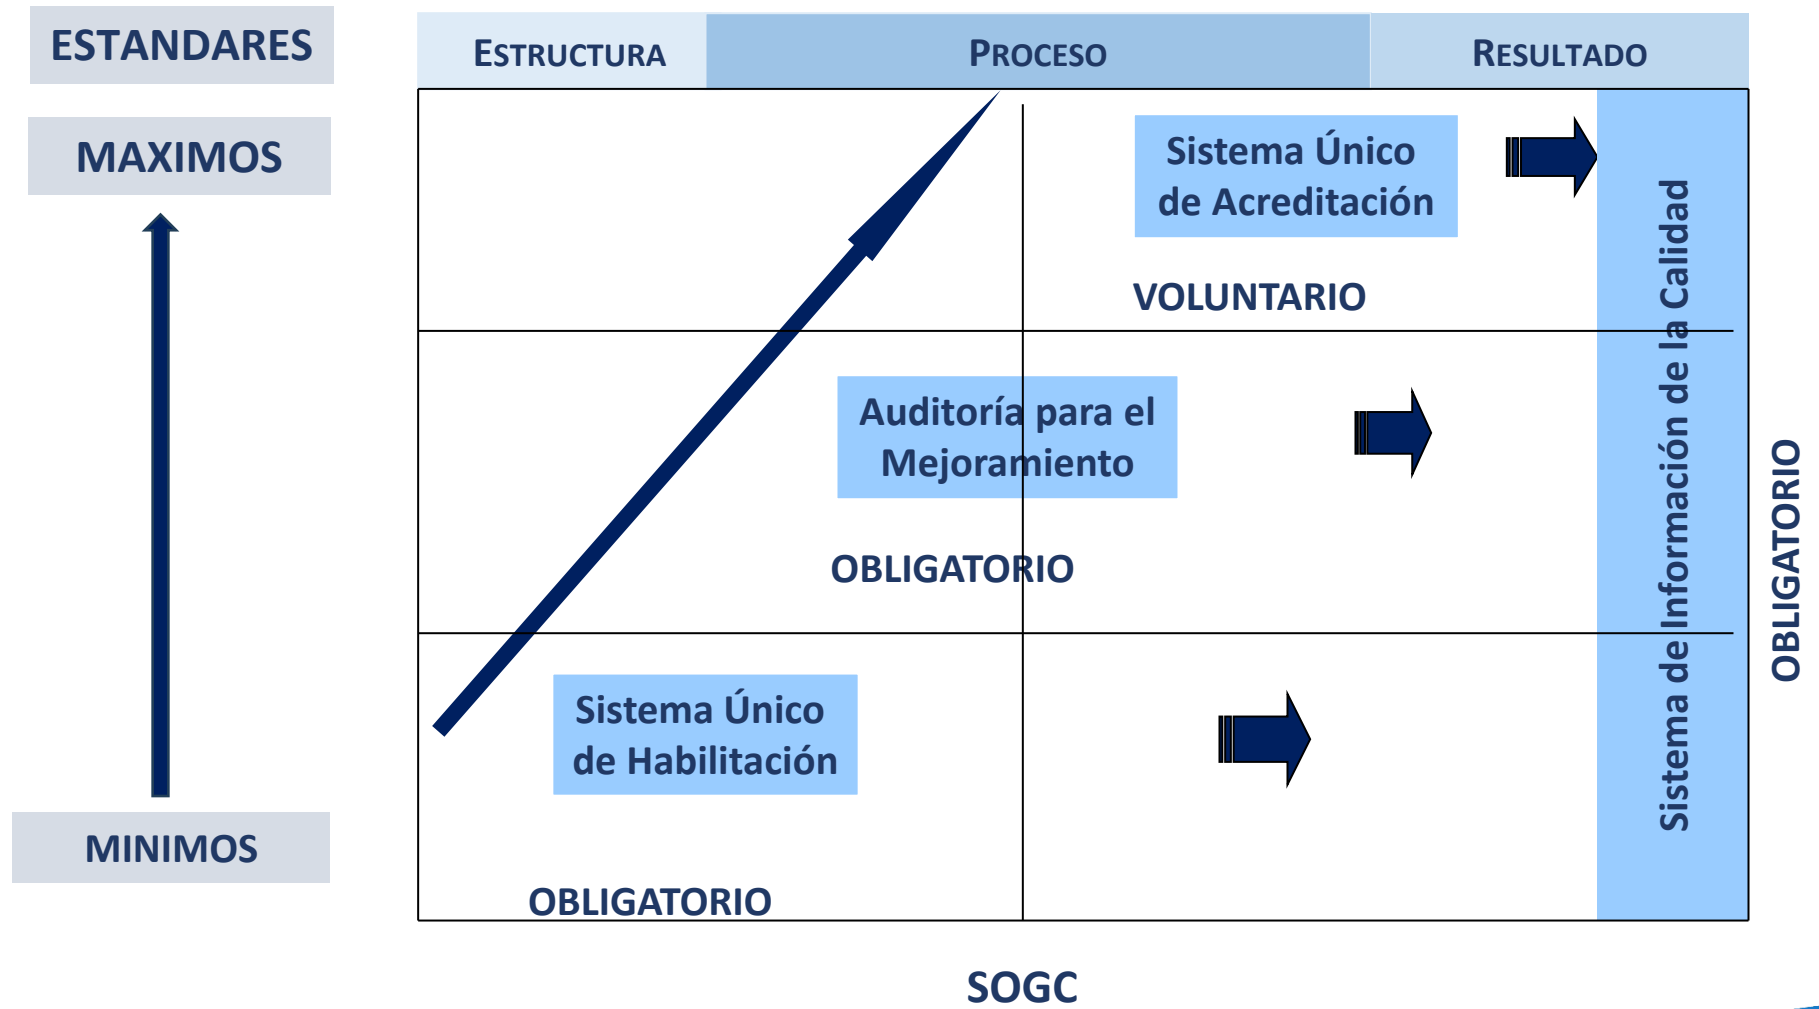 ESTANDARES
ESTRUCTURA
PROCESO
RESULTADO
MAXIMOS
Sistema Único
de Acreditación
VOLUNTARIO
Auditoría para el
Mejoramiento
OBLIGATORIO
Sistema Único
de Habilitación
OBLIGATORIO
MINIMOS
Sistema de Información de la Calidad
OBLIGATORIO
SOGC